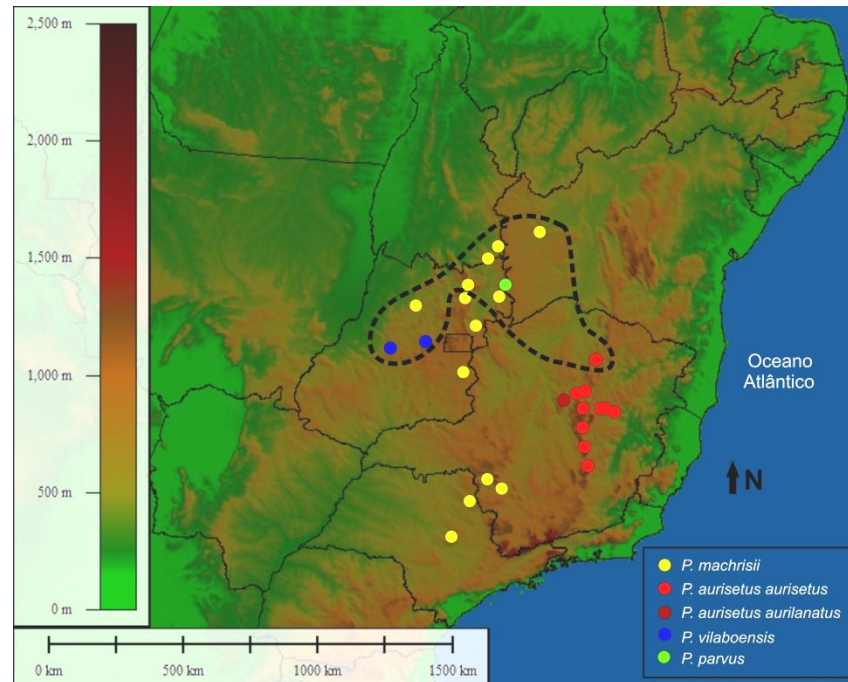 2,500 m
2,000 m
1,500 m
1,000 m
500 m
0 m
Oceano
Atlântico
N
P. machrisii
P. aurisetus aurisetus
P. aurisetus aurilanatus
P. vilaboensis
P. parvus
0 km
500 km
1000 km
1500 km